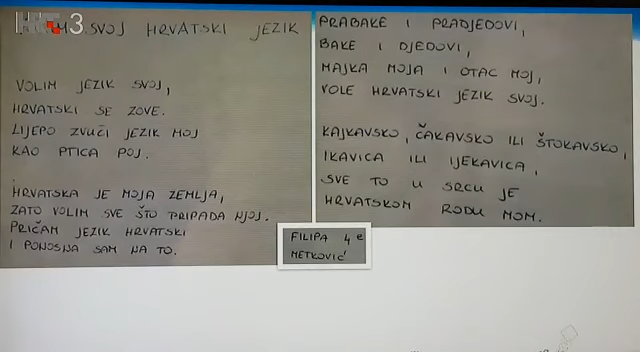 HRT 3
SVOJ HRVATSKI JEZIK
VOLIM JEZIK SVOJ,
HRVATSKI SE ZOVE.
LIJEPO ZVUČI JEZIK MOJ
KAO PTICA POJ.
HRVATSKA JE MOJA ZEMLJA,
ZATO VOLIM SVE ŠTO PRIPADA NJOJ.
PRIČAM JEZIK HRVATSKI
I PONOSNA SAM NA TO.
PRABAKE I PRADJEDOVI,
BAKE I DJEDOVI,
MAJKA MOJA I OTAC MOJ,
VOLE HRVATSKI JEZIK SVOJ.
KAJKAVSKO, ČAKAVSKO ILI ŠTOKAVSKO,
IKAVICA ILI IJEKAVICA,
SVE TO U SRCU JE
HRVATSKOM RODU MOM.
FILIPA 4e
METKOVIĆ